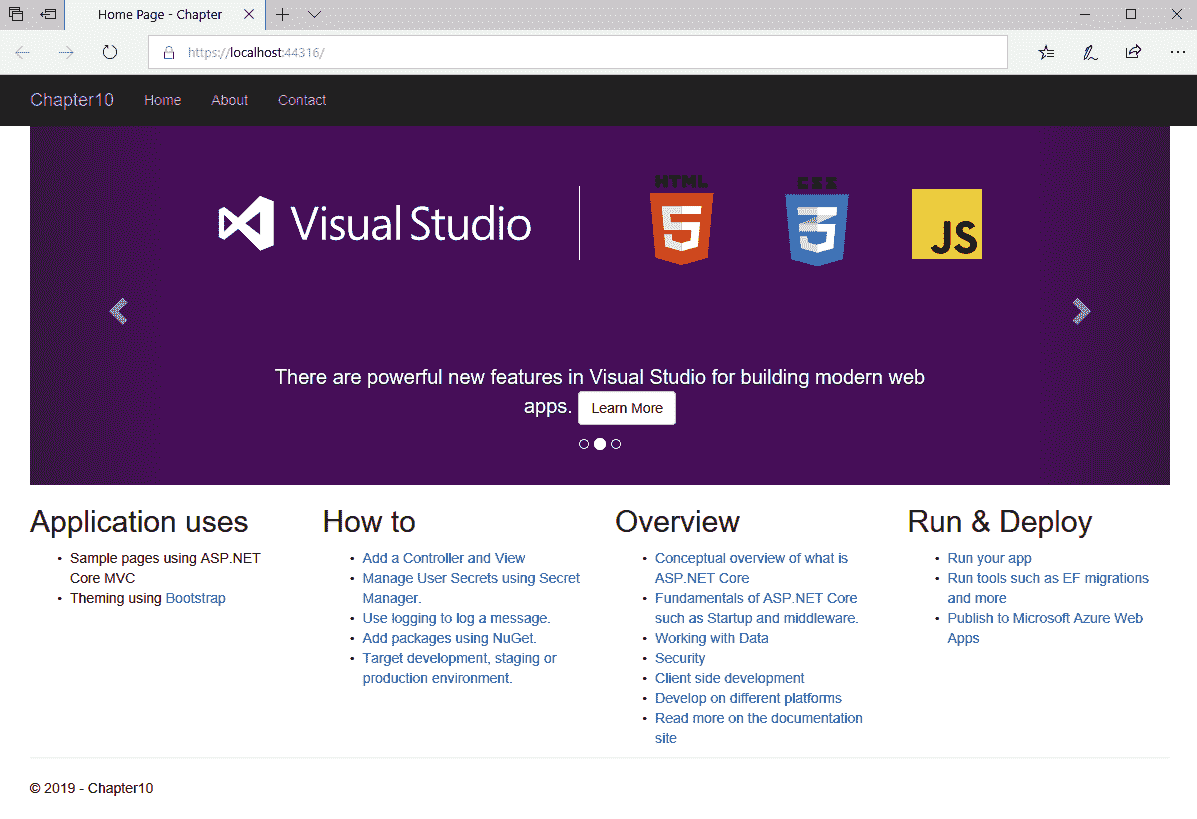 Home Page - Chapter
https://localhost:44316/
Chapter10 Home About Contact
HTML
CSS
Visual Studio
5
3
JS
There are powerful new features in Visual Studio for building modern web
apps. Learn More
Application uses
• Sample pages using ASP.NET
Core MVC
• Theming using Bootstrap
How to
• Add a Controller and View
• Manage User Secrets using Secret
Manager.
• Use logging to log a message.
• Add packages using NuGet.
• Target development, staging or
production environment.
Overview
• Conceptual overview of what is
ASP.NET Core
• Fundamentals of ASP.NET Core
such as Startup and middleware.
• Working with Data
• Security
• Client side development
• Develop on different platforms
• Read more on the documentation
site
Run & Deploy
• Run your app
• Run tools such as EF migrations
and more
• Publish to Microsoft Azure Web
Apps
© 2019 - Chapter10